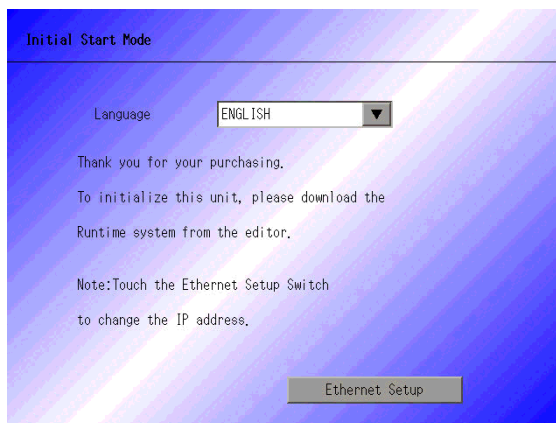 Initial Start Mode
Language ENGLISH
Thank you for your purchasing.
To initialize this unit, please download the
Runtime system from the editor.
Note:Touch the Ethernet Setup Switch
to change the IP address.
Ethernet Setup